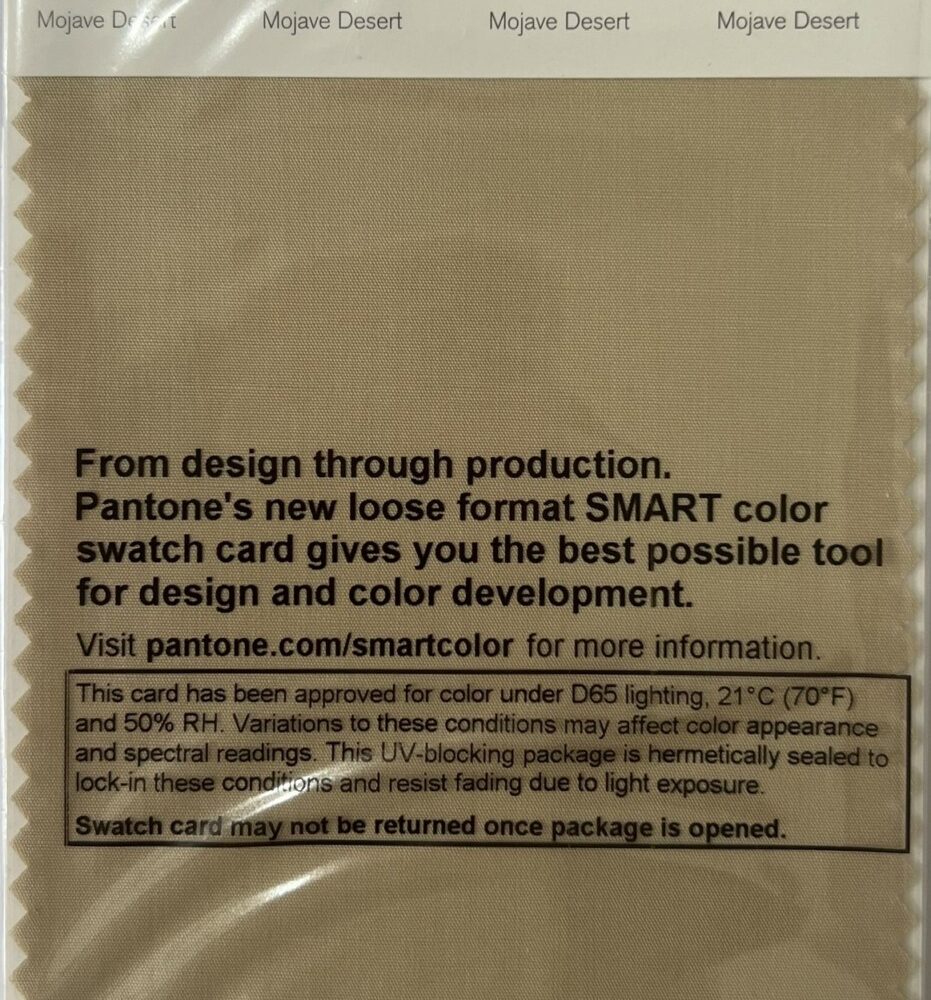 Mojave Desert Mojave Desert Mojave Desert Mojave Desert
From design through production.
Pantone's new loose format SMART color
swatch card gives you the best possible tool
for design and color development.
Visit pantone.com/smartcolor for more information.
This card has been approved for color under D65 lighting, 21°C (70°F)
and 50% RH. Variations to these conditions may affect color appearance
and spectral readings. This UV-blocking package is hermetically sealed to
lock-in these conditions and resist fading due to light exposure.
Swatch card may not be returned once package is opened.